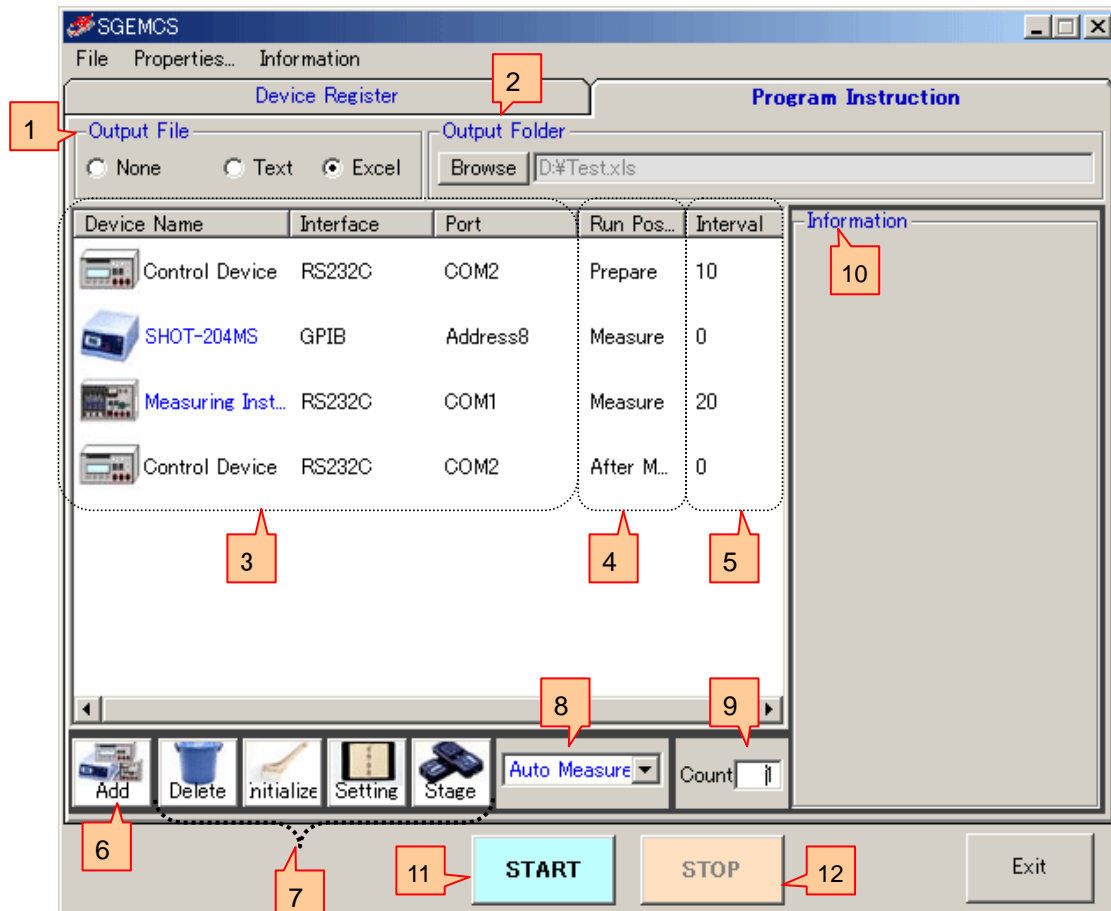 SGEMCS
File Properties... Information
2
Device Register Program Instruction
1
Output File Output Folder
None Text Excel Browse D:¥Test.xls
Device Name Interface Port Run Pos... Interval Information
10
Control Device RS232C COM2 Prepare 10
SHOT-204MS GPIB Address8 Measure 0
Measuring Inst... RS232C COM1 Measure 20
Control Device RS232C COM2 After M... 0
3 4 5
8 9
Auto Measure Count
Add Delete Initialize Setting Stage
6 7
11 START STOP 12 Exit